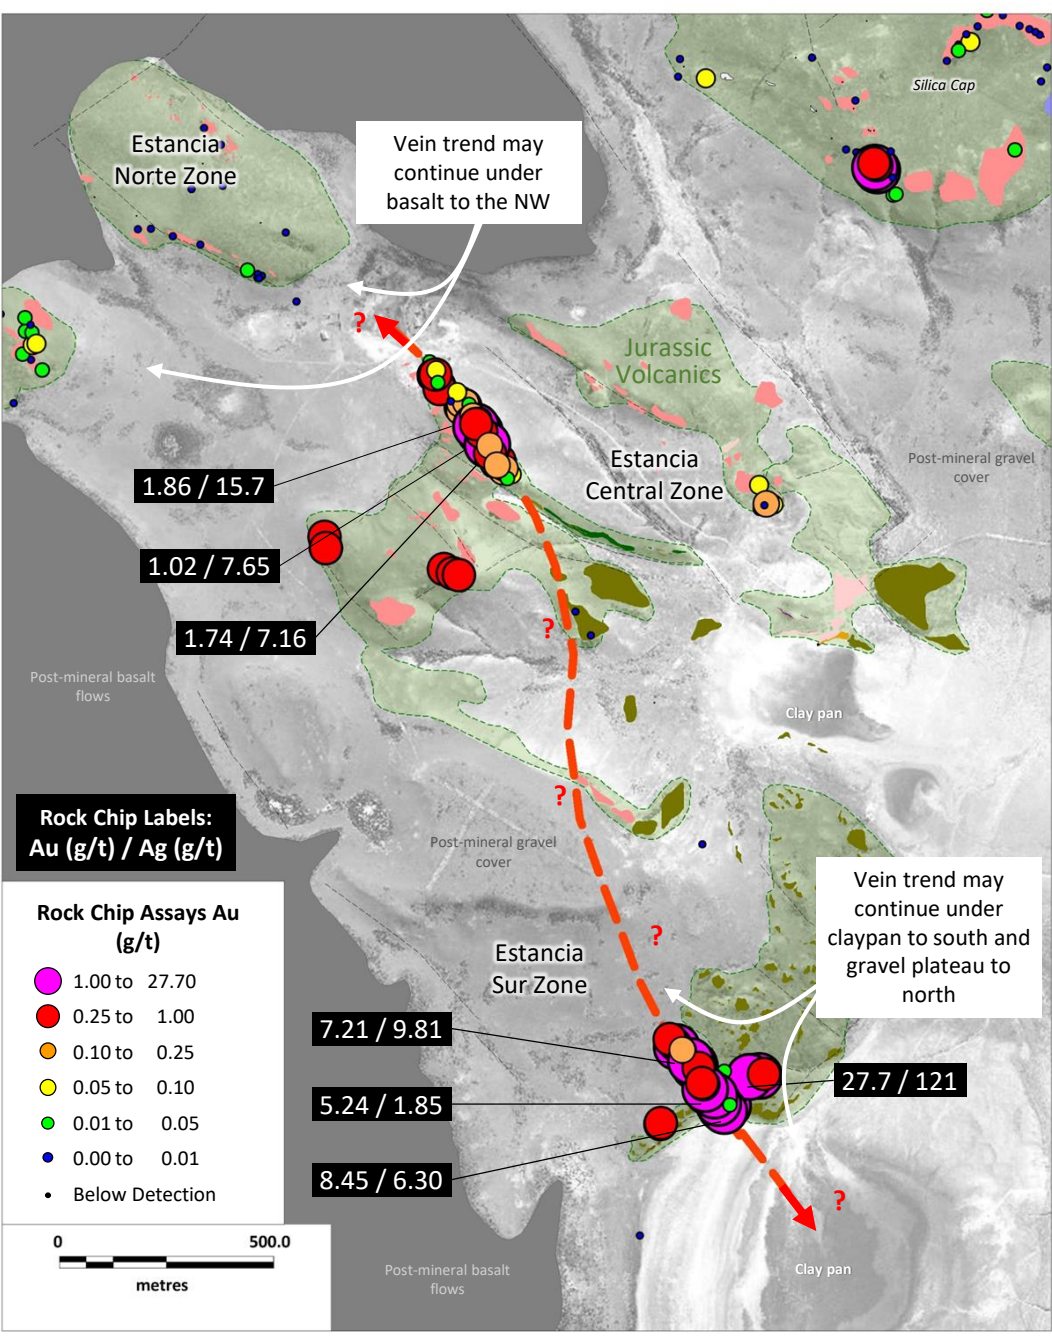 Silica Cap
Estancia
Norte Zone
Vein trend may
continue under
basalt to the NW
?
Jurassic
Volcanics
Estancia
Central Zone
Post-mineral gravel
cover
1.86 / 15.7
1.02 / 7.65
1.74 / 7.16
?
Post-mineral basalt
flows
Clay pan
?
Rock Chip Labels:
Au (g/t) / Ag (g/t)
Post-mineral gravel
cover
Vein trend may
continue under
claypan to south and
gravel plateau to
north
?
Estancia
Sur Zone
Rock Chip Assays Au
(g/t)
1.00 to 27.70
0.25 to 1.00
0.10 to 0.25
0.05 to 0.10
0.01 to 0.05
0.00 to 0.01
Below Detection
7.21 / 9.81
5.24 / 1.85
8.45 / 6.30
27.7 / 121
?
0 500.0
metres
Post-mineral basalt
flows
Clay pan